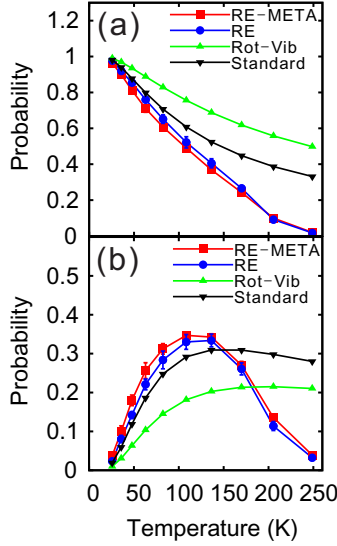 (a)
RE-META
RE
Rot-Vib
Standard
Probability
1.2
1
0.8
0.6
0.4
0.2
0
(b)
RE-META
RE
Rot-Vib
Standard
Probability
0.5
0.4
0.3
0.2
0.1
0
0 50 100 150 200 250
Temperature (K)